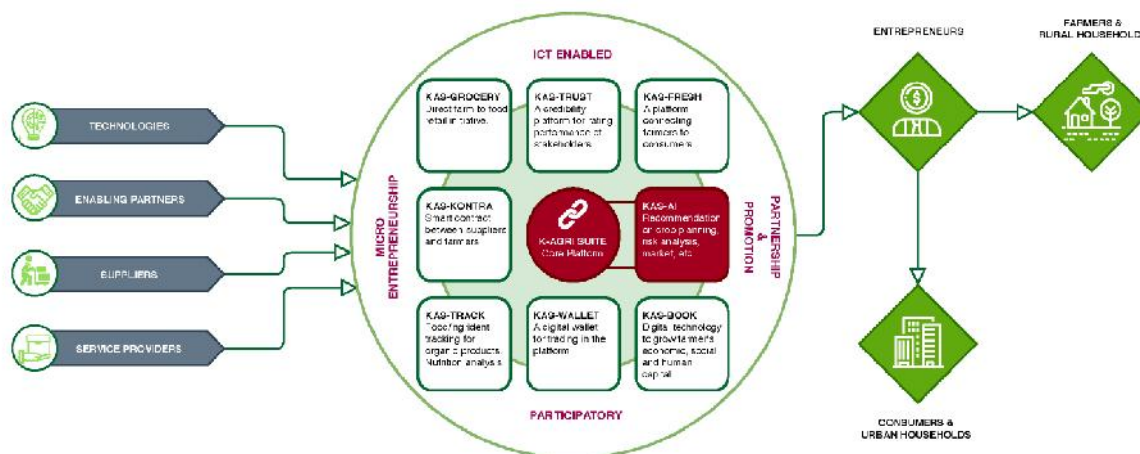 TECHNOLOGIES
ENABLING PARTNERS
SUPPLIERS
SERVICE PROVIDERS
ICT ENABLED
MICRO
ENTREPRENEURSHIP
KAS-GROCERY
Direct farm to food
retail initiative.
KAS-TRUST
A credibility
platform for rating
performance of
stakeholders
KAS-FRESH
A platform
connecting
farmers to
consumers
KAS-KONTRA
Smart contract
between suppliers
and farmers
K-AGRI SUITE
Core Platform
KAS-AI
Recommendation
on crop planning,
risk analysis,
market, etc
KAS-TRACK
tracking for
organic products.
Nutrition analysis
KAS-WALLET
A digital wallet
for trading in the
platform
KAS-BOOK
Digital technology
to grow farmer's
economic, social
and human
capital
PARTICIPATORY
PARTNERSHIP
&
PROMOTION
ENTREPRENEURS
FARMERS &
RURAL HOUSEHOLD
CONSUMERS &
URBAN HOUSEHOLDS